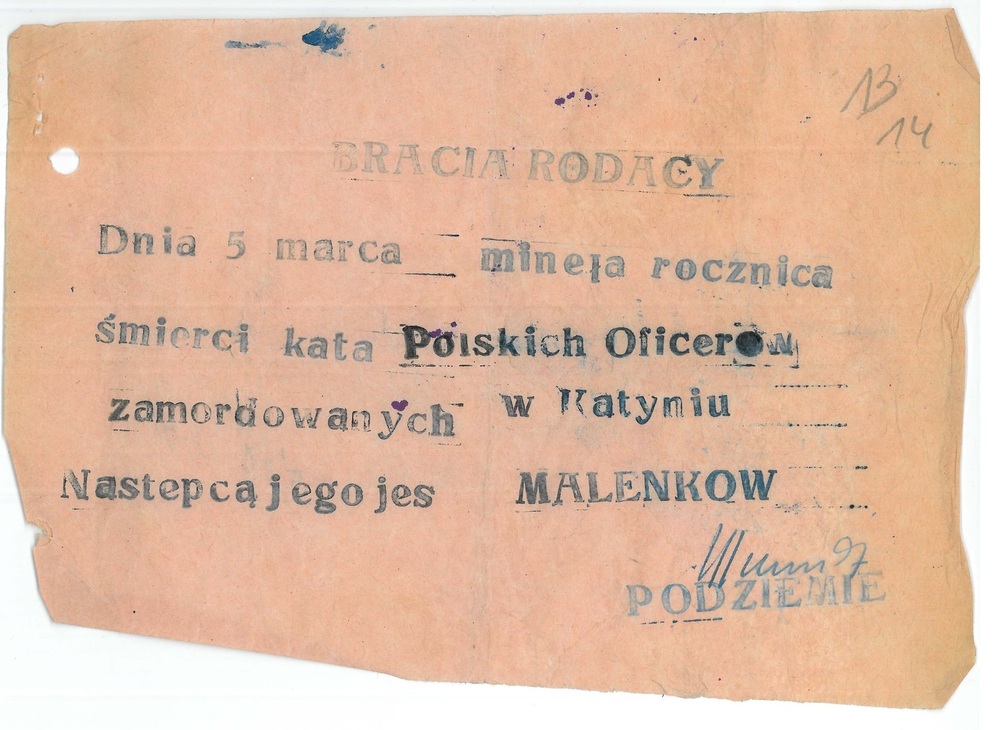 13
14
BRACIA RODACY
Dnia 5 marca mineła rocznica
śmierci kata Polskich Oficerów
zamordowanych w Katyniu
Nastepcą jego jes MALENKOW
PODZIEMIE